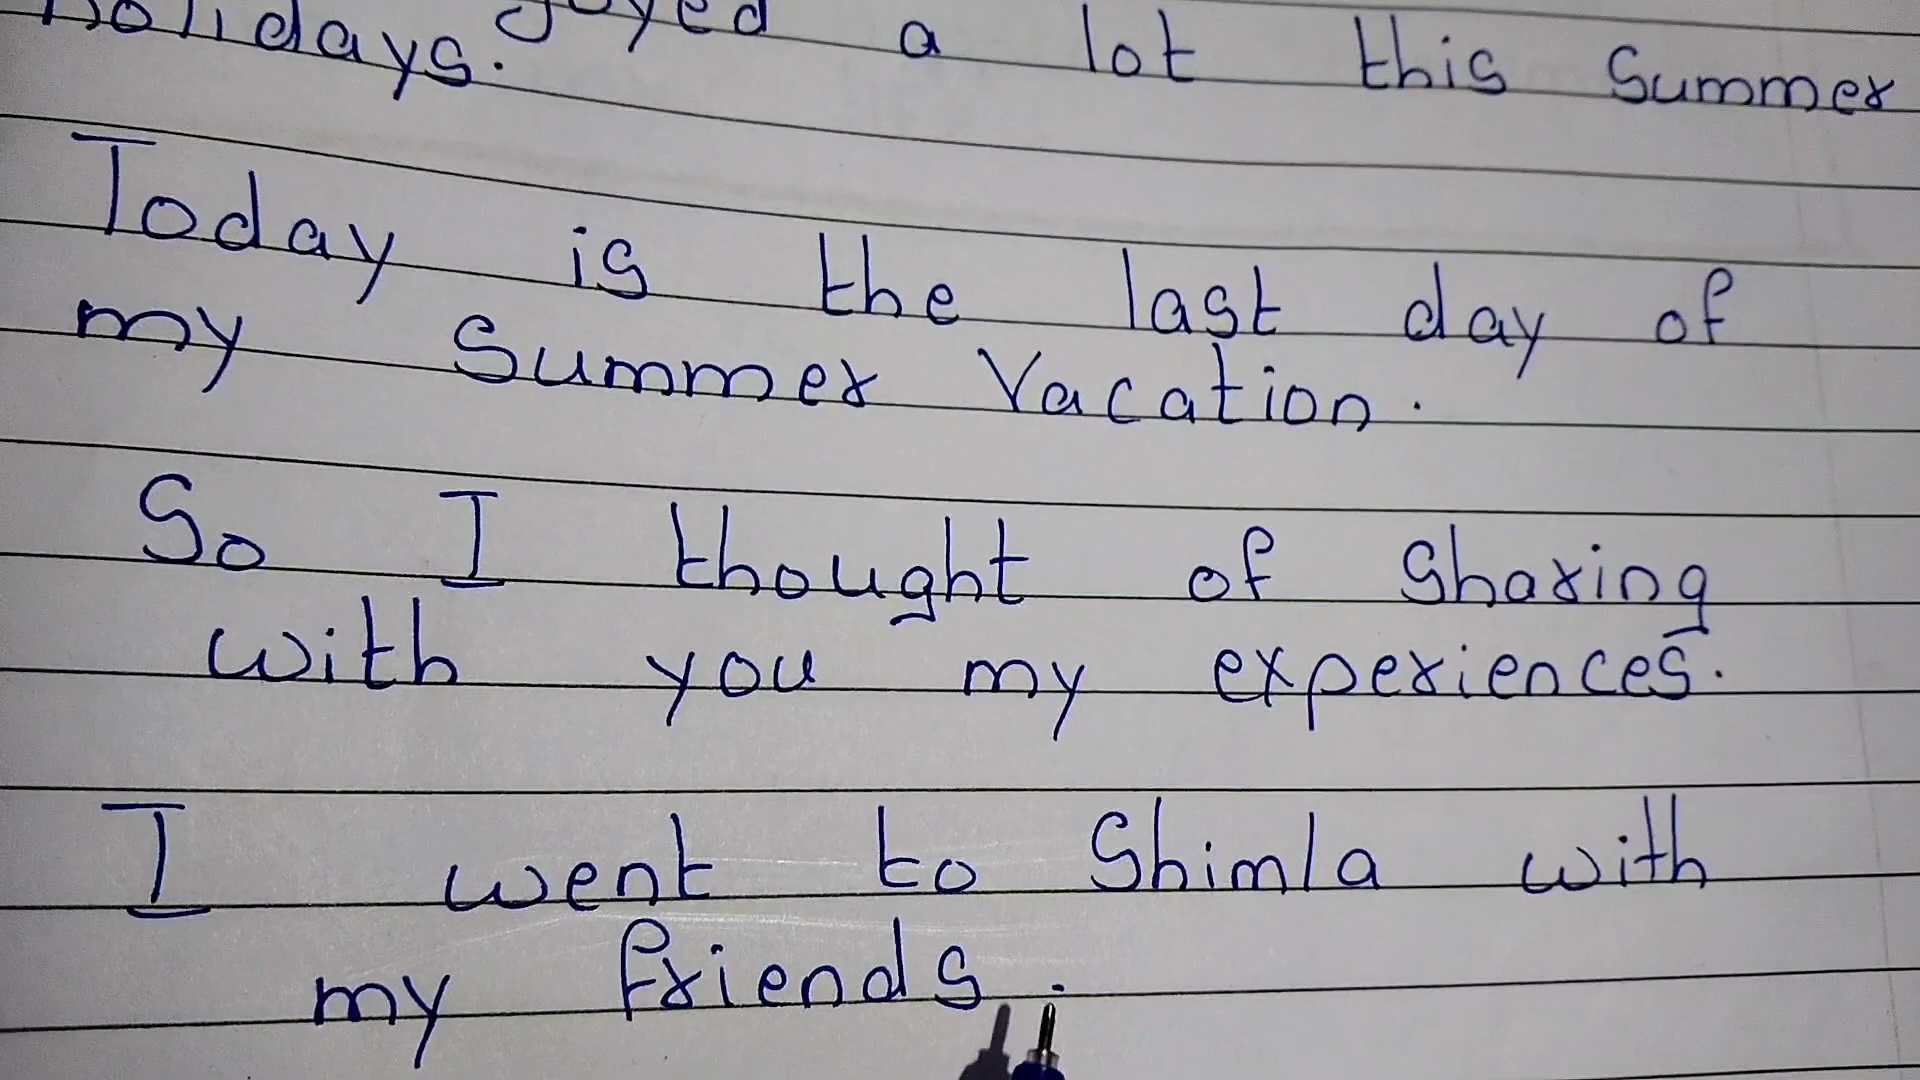 a lot this Summer
holidays.
Today is the last day of
my Summer Vacation.
So I thought of Sharing
with you my experiences.
I went to Shimla with
my friends.